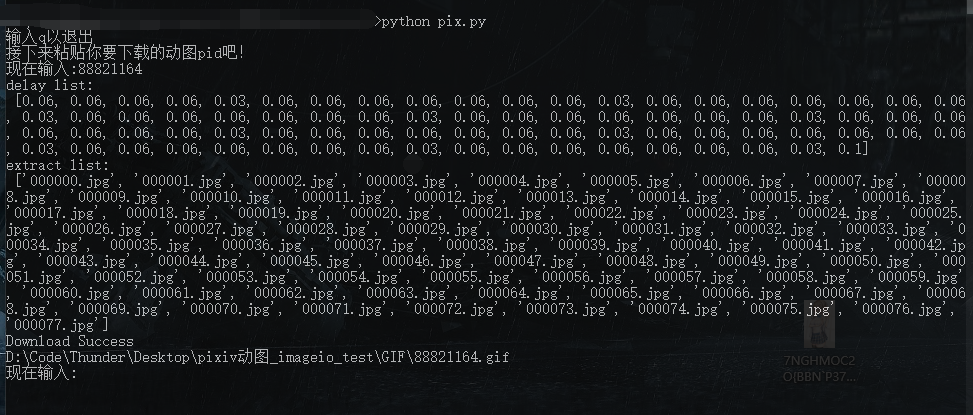 >python pix.py
输入q以退出
接下来粘贴你要下载的动图pid吧!
现在输入:88821164
delay list:
[0.06, 0.06, 0.06, 0.06, 0.03, 0.06, 0.06, 0.06, 0.06, 0.06, 0.06, 0.06, 0.03, 0.06, 0.06, 0.06, 0.06, 0.06, 0.06, 0.06
, 0.03, 0.06, 0.06, 0.06, 0.06, 0.06, 0.06, 0.06, 0.03, 0.06, 0.06, 0.06, 0.06, 0.06, 0.06, 0.06, 0.03, 0.06, 0.06, 0.06
, 0.06, 0.06, 0.06, 0.06, 0.03, 0.06, 0.06, 0.06, 0.06, 0.06, 0.06, 0.06, 0.03, 0.06, 0.06, 0.06, 0.06, 0.06, 0.06, 0.06
, 0.03, 0.06, 0.06, 0.06, 0.06, 0.06, 0.06, 0.06, 0.03, 0.06, 0.06, 0.06, 0.06, 0.06, 0.06, 0.06, 0.03, 0.1]
extract list:
['000000.jpg', '000001.jpg', '000002.jpg', '000003.jpg', '000004.jpg', '000005.jpg', '000006.jpg', '000007.jpg', '00000
8.jpg', '000009.jpg', '000010.jpg', '000011.jpg', '000012.jpg', '000013.jpg', '000014.jpg', '000015.jpg', '000016.jpg',
'000017.jpg', '000018.jpg', '000019.jpg', '000020.jpg', '000021.jpg', '000022.jpg', '000023.jpg', '000024.jpg', '000025.
jpg', '000026.jpg', '000027.jpg', '000028.jpg', '000029.jpg', '000030.jpg', '000031.jpg', '000032.jpg', '000033.jpg', '0
00034.jpg', '000035.jpg', '000036.jpg', '000037.jpg', '000038.jpg', '000039.jpg', '000040.jpg', '000041.jpg', '000042.jp
g', '000043.jpg', '000044.jpg', '000045.jpg', '000046.jpg', '000047.jpg', '000048.jpg', '000049.jpg', '000050.jpg', '000
051.jpg', '000052.jpg', '000053.jpg', '000054.jpg', '000055.jpg', '000056.jpg', '000057.jpg', '000058.jpg', '000059.jpg'
, '000060.jpg', '000061.jpg', '000062.jpg', '000063.jpg', '000064.jpg', '000065.jpg', '000066.jpg', '000067.jpg', '00006
8.jpg', '000069.jpg', '000070.jpg', '000071.jpg', '000072.jpg', '000073.jpg', '000074.jpg', '000075.jpg', '000076.jpg',
'000077.jpg']
Download Success
D:\Code\Thunder\Desktop\pixiv动图_imageio_test\GIF\88821164.gif
现在输入:
7NGHMOC2
O{BBN`P37...